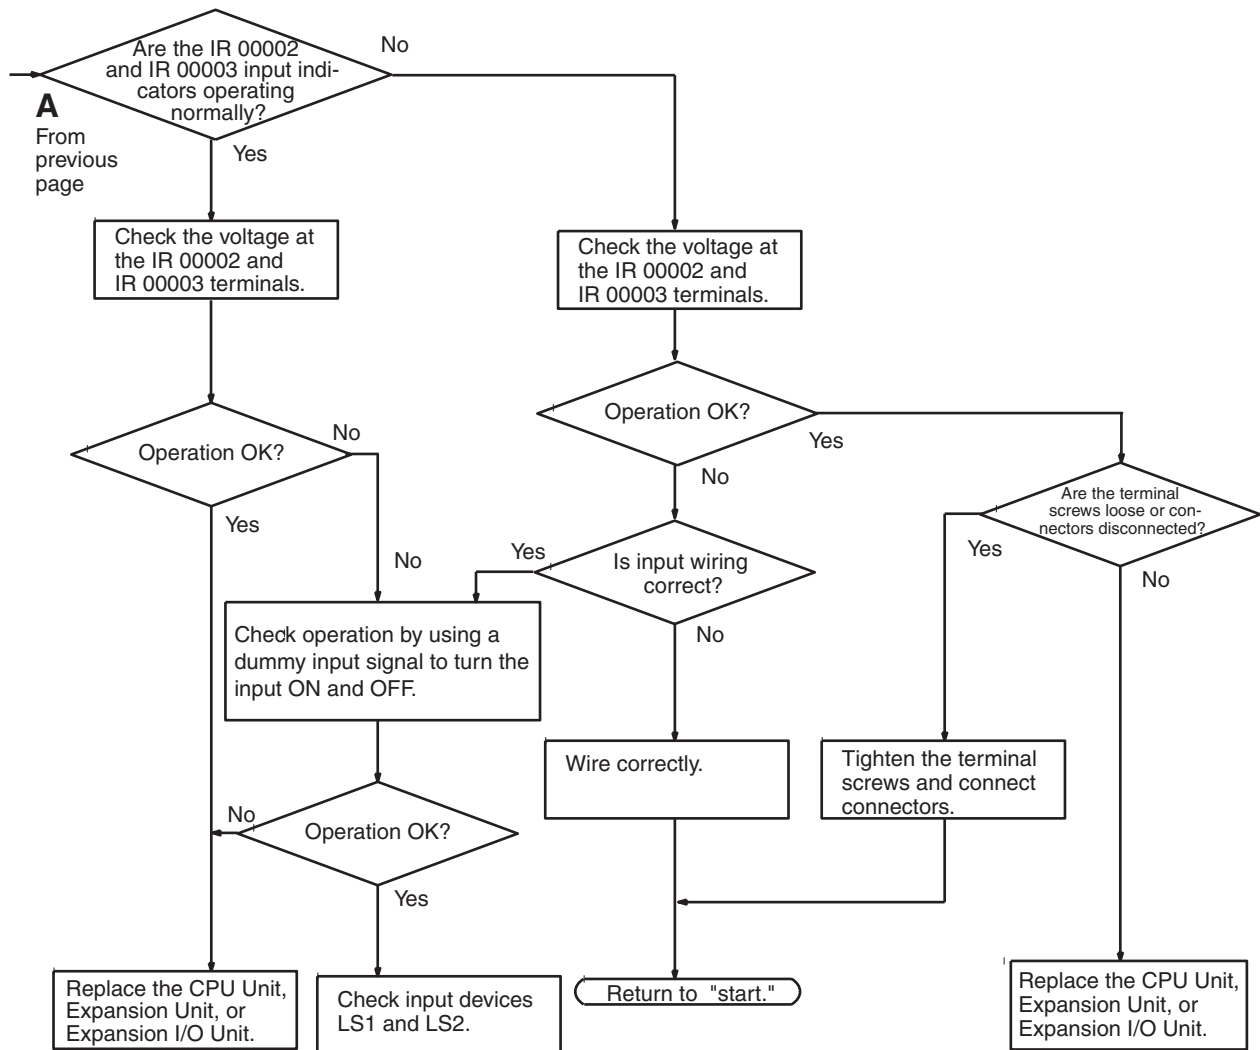 Are the IR 00002
and IR 00003 input indi-
cators operating
normally?
No
A
From
previous
page
Yes
Check the voltage at
the IR 00002 and
IR 00003 terminals.
Check the voltage at
the IR 00002 and
IR 00003 terminals.
Operation OK?
Yes
No
Operation OK?
No
Yes
Are the terminal
screws loose or con-
nectors disconnected?
Yes
No
No
Yes
Is input wiring
correct?
No
Check operation by using a
dummy input signal to turn the
input ON and OFF.
Wire correctly.
Tighten the terminal
screws and connect
connectors.
No
Operation OK?
Yes
Replace the CPU Unit,
Expansion Unit, or
Expansion I/O Unit.
Check input devices
LS1 and LS2.
Return to "start."
Replace the CPU Unit,
Expansion Unit, or
Expansion I/O Unit.